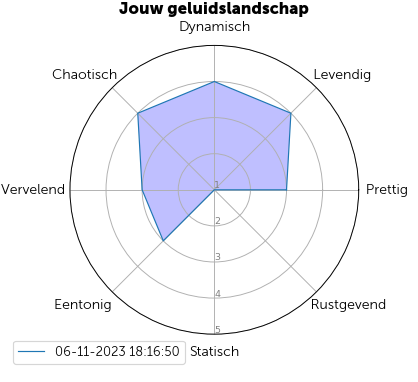 Jouw geluidslandschap
Dynamisch
Chaotisch
Levendig
Vervelend
1
Prettig
2
3
4
Eentonig
Rustgevend
5
06-11-2023 18:16:50
Statisch